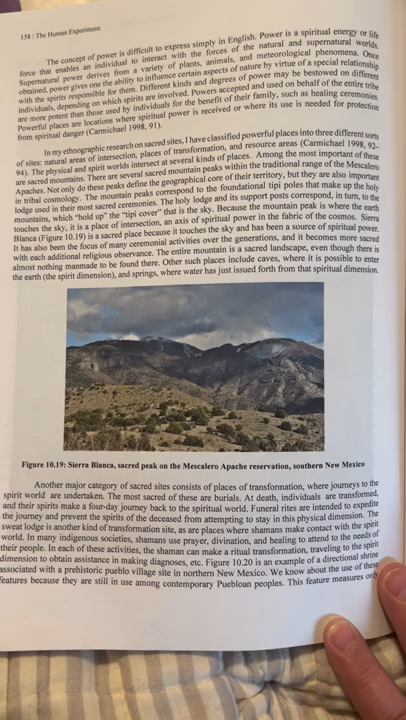 158 | The Human Experiment
The concept of power is difficult to express simply in English. Power is a spiritual energy or life
force that enables an individual to interact with the forces of the natural and supernatural worlds.
Supernatural power derives from a variety of plants, animals, and meteorological phenomena. Once
obtained, power gives one the ability to influence certain aspects of nature by virtue of a special relationship
with the spirits responsible for them. Different kinds and degrees of power may be bestowed on different
individuals, depending on which spirits are involved. Powers accepted and used on behalf of the entire tribe
are more potent than those used by individuals for the benefit of their family, such as healing ceremonies.
Powerful places are locations where spiritual power is received or where its use is needed for protection
from spiritual danger (Carmichael 1998, 91).
In my ethnographic research on sacred sites, I have classified powerful places into three different sorts
of sites: natural areas of intersection, places of transformation, and resource areas (Carmichael 1998, 92-
94). The physical and spirit worlds intersect at several kinds of places. Among the most important of these
are sacred mountains. There are several sacred mountain peaks within the traditional range of the Mescalero
Apaches. Not only do these peaks define the geographical core of their territory, but they are also important
in tribal cosmology. The mountain peaks correspond to the foundational tipi poles that make up the holy
lodge used in their most sacred ceremonies. The holy lodge and its support posts correspond, in turn, to the
mountains, which "hold up" the "tipi cover" that is the sky. Because the mountain peak is where the earth
touches the sky, it is a place of intersection, an axis of spiritual power in the fabric of the cosmos. Sierra
Blanca (Figure 10.19) is a sacred place because it touches the sky and has been a source of spiritual power.
It has also been the focus of many ceremonial activities over the generations, and it becomes more sacred
with each additional religious observance. The entire mountain is a sacred landscape, even though there is
almost nothing manmade to be found there. Other such places include caves, where it is possible to enter
the earth (the spirit dimension), and springs, where water has just issued forth from that spiritual dimension.
Figure 10.19: Sierra Blanca, sacred peak on the Mescalero Apache reservation, southern New Mexico
Another major category of sacred sites consists of places of transformation, where journeys to the
spirit world are undertaken. The most sacred of these are burials. At death, individuals are transformed,
and their spirits make a four-day journey back to the spiritual world. Funeral rites are intended to expedite
the journey and prevent the spirits of the deceased from attempting to stay in this physical dimension. The
sweat lodge is another kind of transformation site, as are places where shamans make contact with the spirit
world. In many indigenous societies, shamans use prayer, divination, and healing to attend to the needs of
their people. In each of these activities, the shaman can make a ritual transformation, traveling to the spirit
dimension to obtain assistance in making diagnoses, etc. Figure 10.20 is an example of a directional shrine
associated with a prehistoric pueblo village site in northern New Mexico. We know about the use of these
features because they are still in use among contemporary Puebloan peoples. This feature measures only